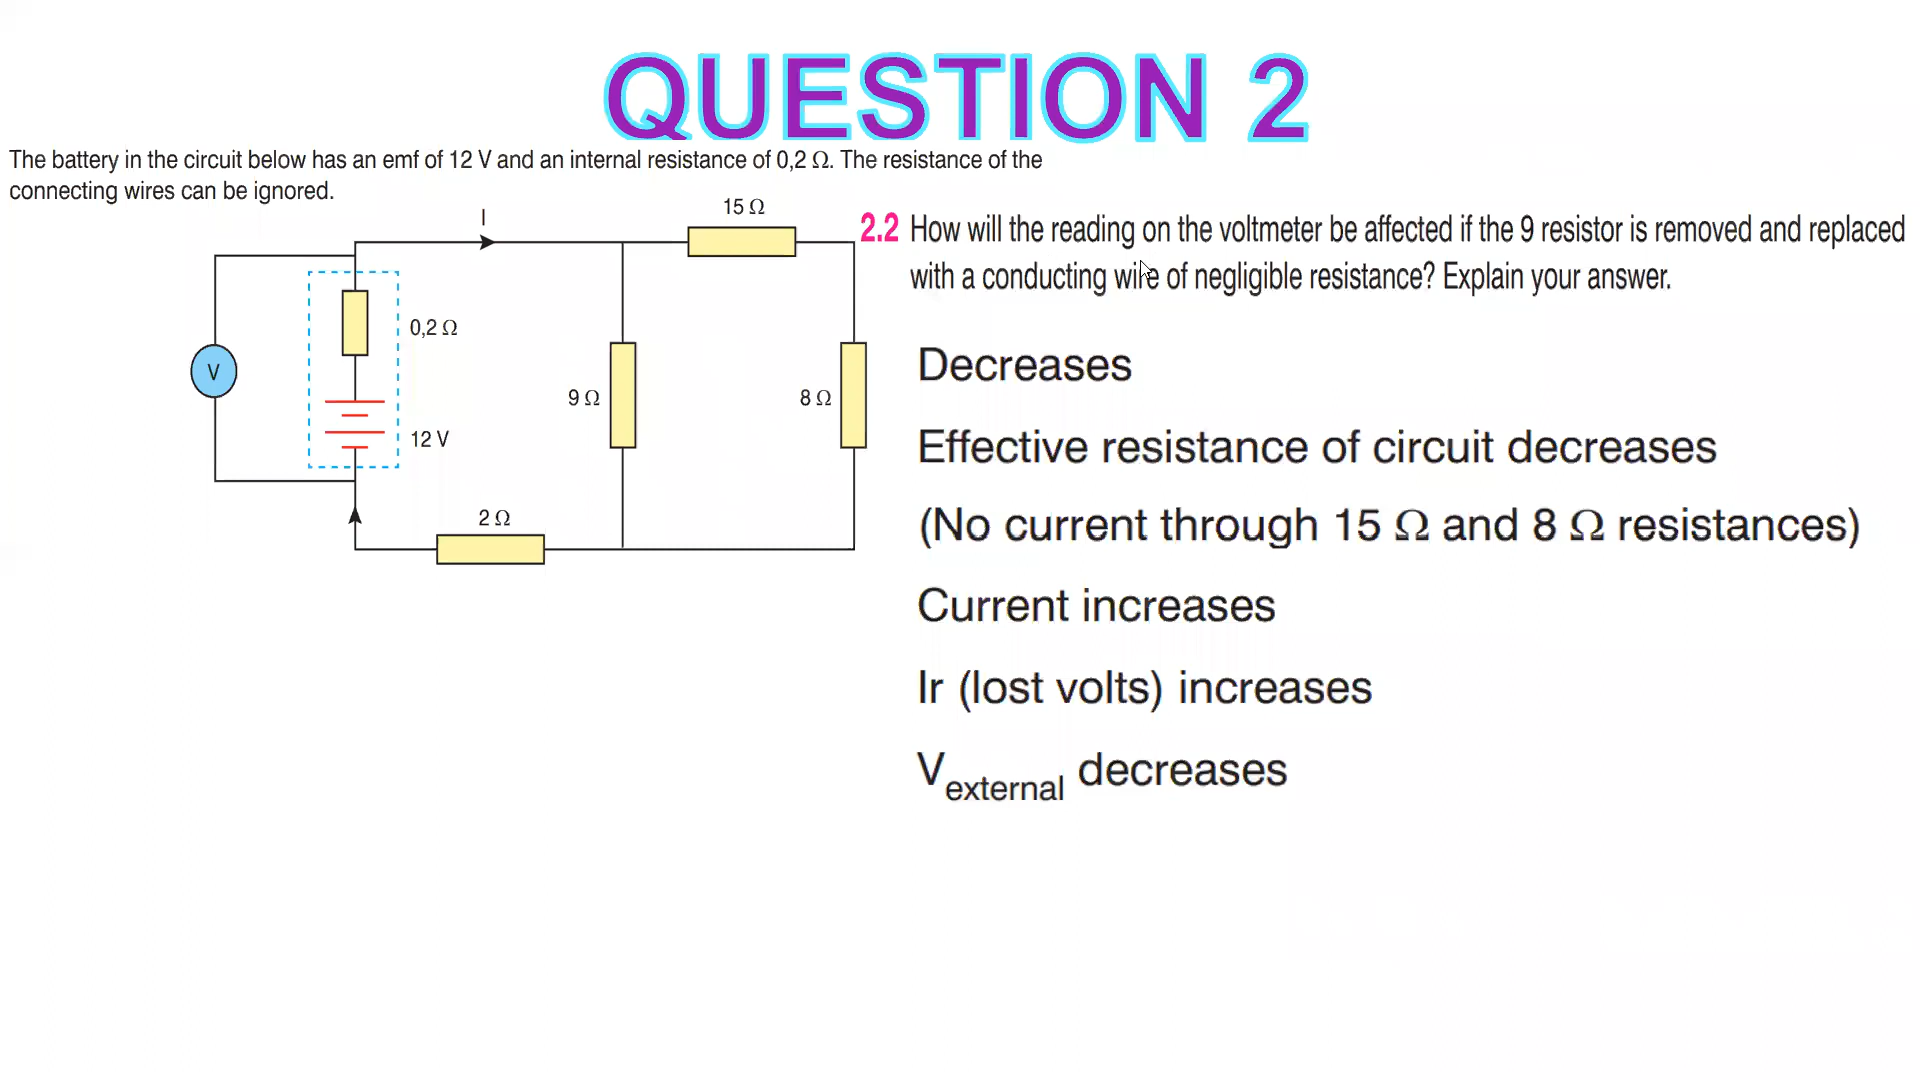 QUESTION 2
The battery in the circuit below has an emf of 12 V and an internal resistance of 0,2 Ω. The resistance of the
connecting wires can be ignored.
I
15 Ω
0,2 Ω
V
9 Ω
8 Ω
12 V
2 Ω
2.2 How will the reading on the voltmeter be affected if the 9 resistor is removed and replaced
with a conducting wire of negligible resistance? Explain your answer.
Decreases
Effective resistance of circuit decreases
(No current through 15 Ω and 8 Ω resistances)
Current increases
Ir (lost volts) increases
Vexternal decreases